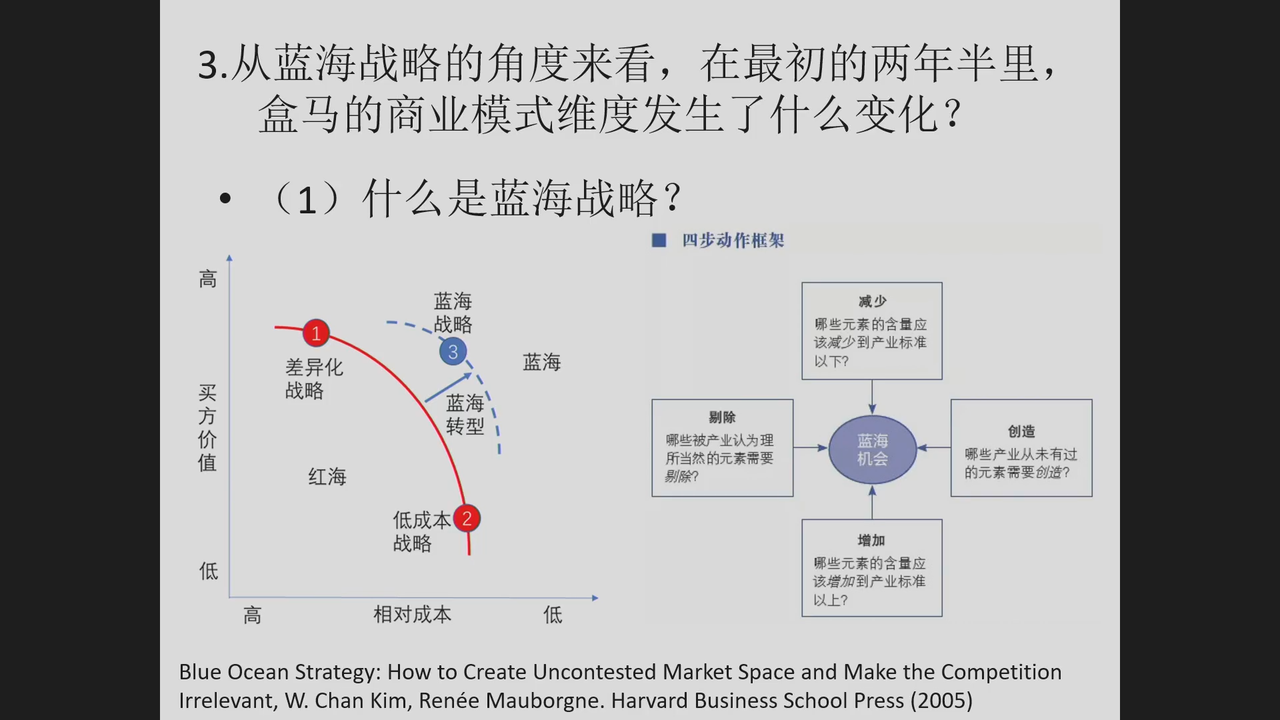 3.从蓝海战略的角度来看，在最初的两年半里，
盒马的商业模式维度发生了什么变化？
• （1）什么是蓝海战略？
高
买方价值
低
高
相对成本
低
1
差异化
战略
蓝海
战略
3
蓝海
蓝海
转型
红海
低成本
战略
2
■ 四步动作框架
减少
哪些元素的含量应
该减少到产业标准
以下?
剔除
哪些被产业认为理
所当然的元素需要
剔除?
蓝海
机会
创造
哪些产业从未有过
的元素需要创造?
增加
哪些元素的含量应
该增加到产业标准
以上?
Blue Ocean Strategy: How to Create Uncontested Market Space and Make the Competition
Irrelevant, W. Chan Kim, Renée Mauborgne. Harvard Business School Press (2005)